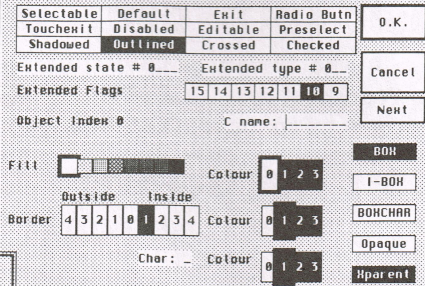 Selectable Default Exit Radio Butn O.K.
Touchexit Disabled Editable Preselect
Shadowed Outlined Crossed Checked
Extended state # 0___ Extended type # 0__ Cancel
Extended Flags 15 14 13 12 11 10 9
Next
Object Index 0 C name: |________
BOX
Fill Colour 0 1 2 3
I-BOX
Outside Inside
Border 4 3 2 1 0 1 2 3 4 Colour 0 1 2 3 BOXCHAR
Opaque
Char: _ Colour 0 1 2 3
Xparent